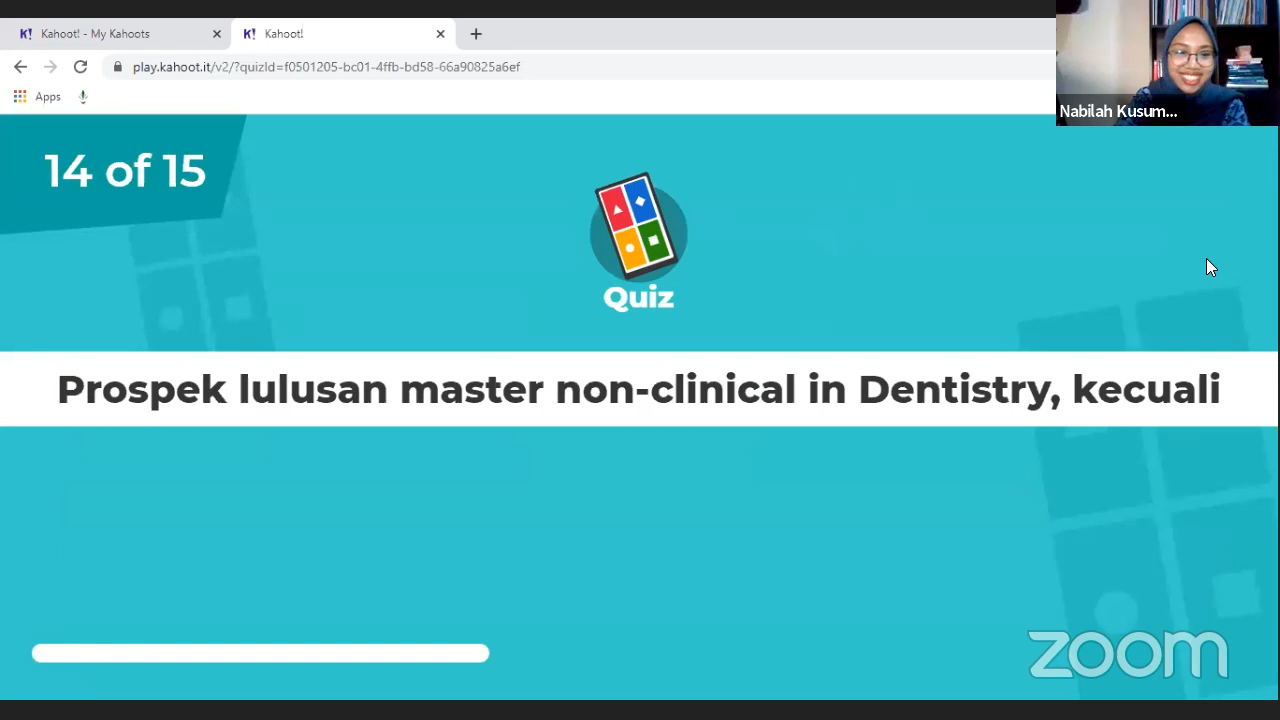 K! Kahoot! - My Kahoots
K! Kahoot!
play.kahoot.it/v2/?quizId=f0501205-bc01-4ffb-bd58-66a90825a6ef
Apps
Nabilah Kusum...
14 of 15
Quiz
Prospek lulusan master non-clinical in Dentistry, kecuali
zoom